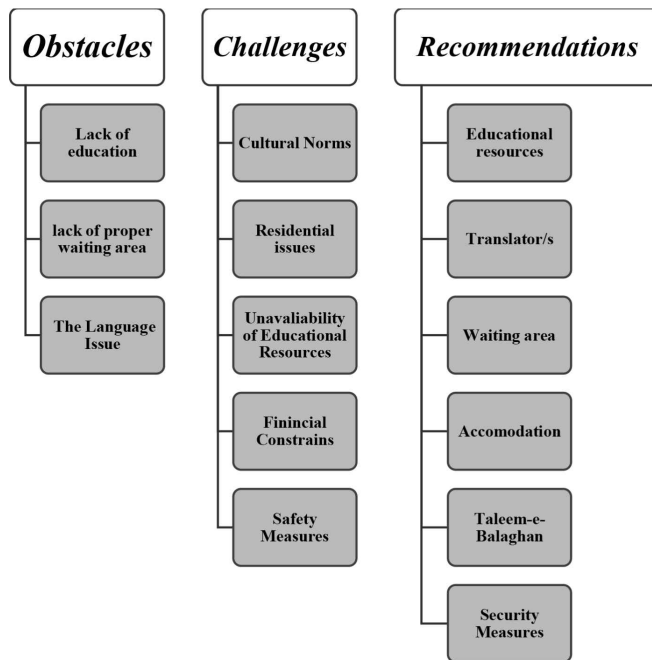 Obstacles
Lack of
education
lack of proper
waiting area
The Language
Issue
Challenges
Cultural Norms
Residential
issues
Unavaliability
of Educational
Resources
Finincial
Constrains
Safety
Measures
Recommendations
Educational
resources
Translator/s
Waiting area
Accomodation
Taleem-e-
Balaghan
Security
Measures